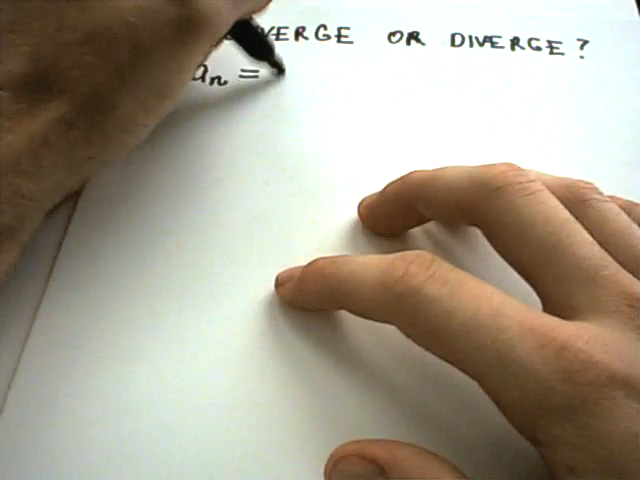 VERGE OR DIVERGE?
aₙ =